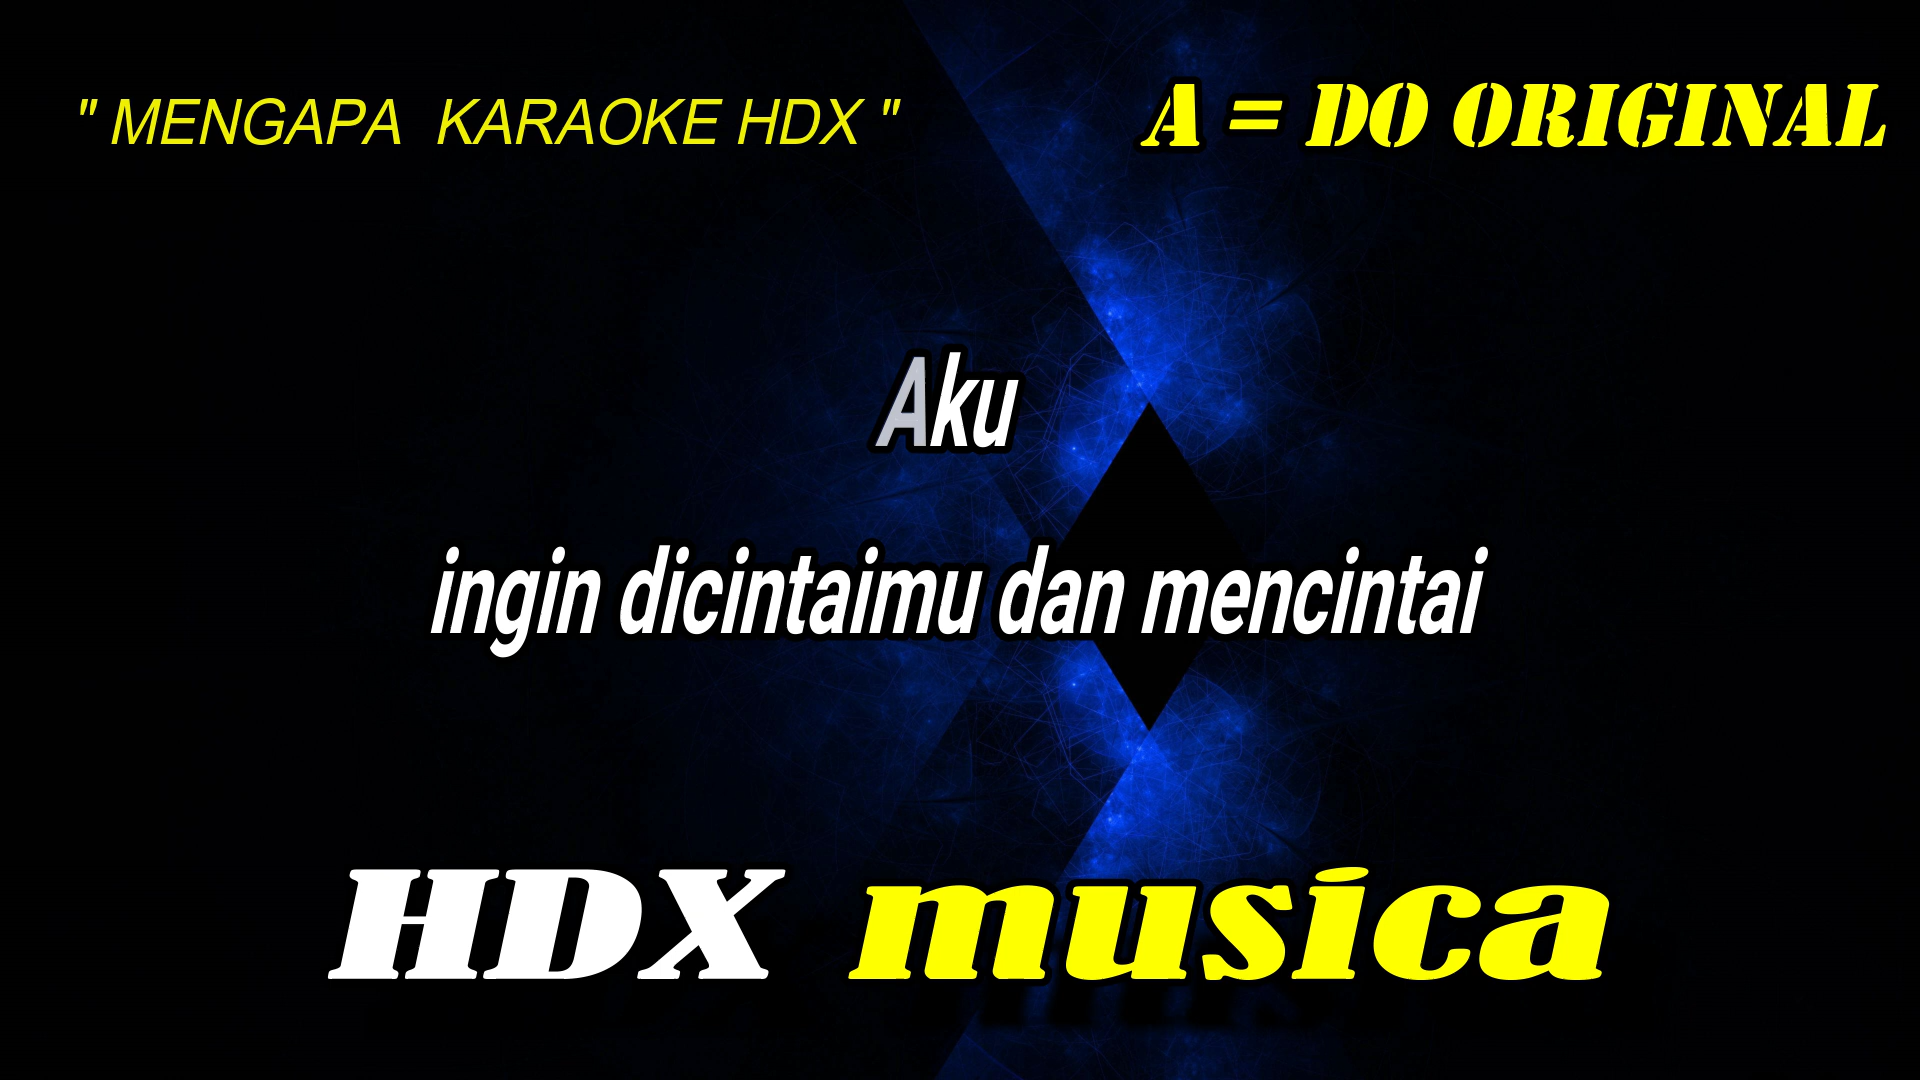 " MENGAPA  KARAOKE HDX "
A = DO ORIGINAL
Aku
ingin dicintaimu dan mencintai
HDX musica